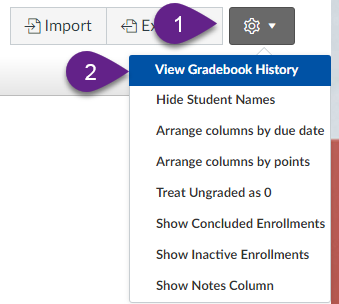 Import
Ex
1
2
View Gradebook History
Hide Student Names
Arrange columns by due date
Arrange columns by points
Treat Ungraded as 0
Show Concluded Enrollments
Show Inactive Enrollments
Show Notes Column